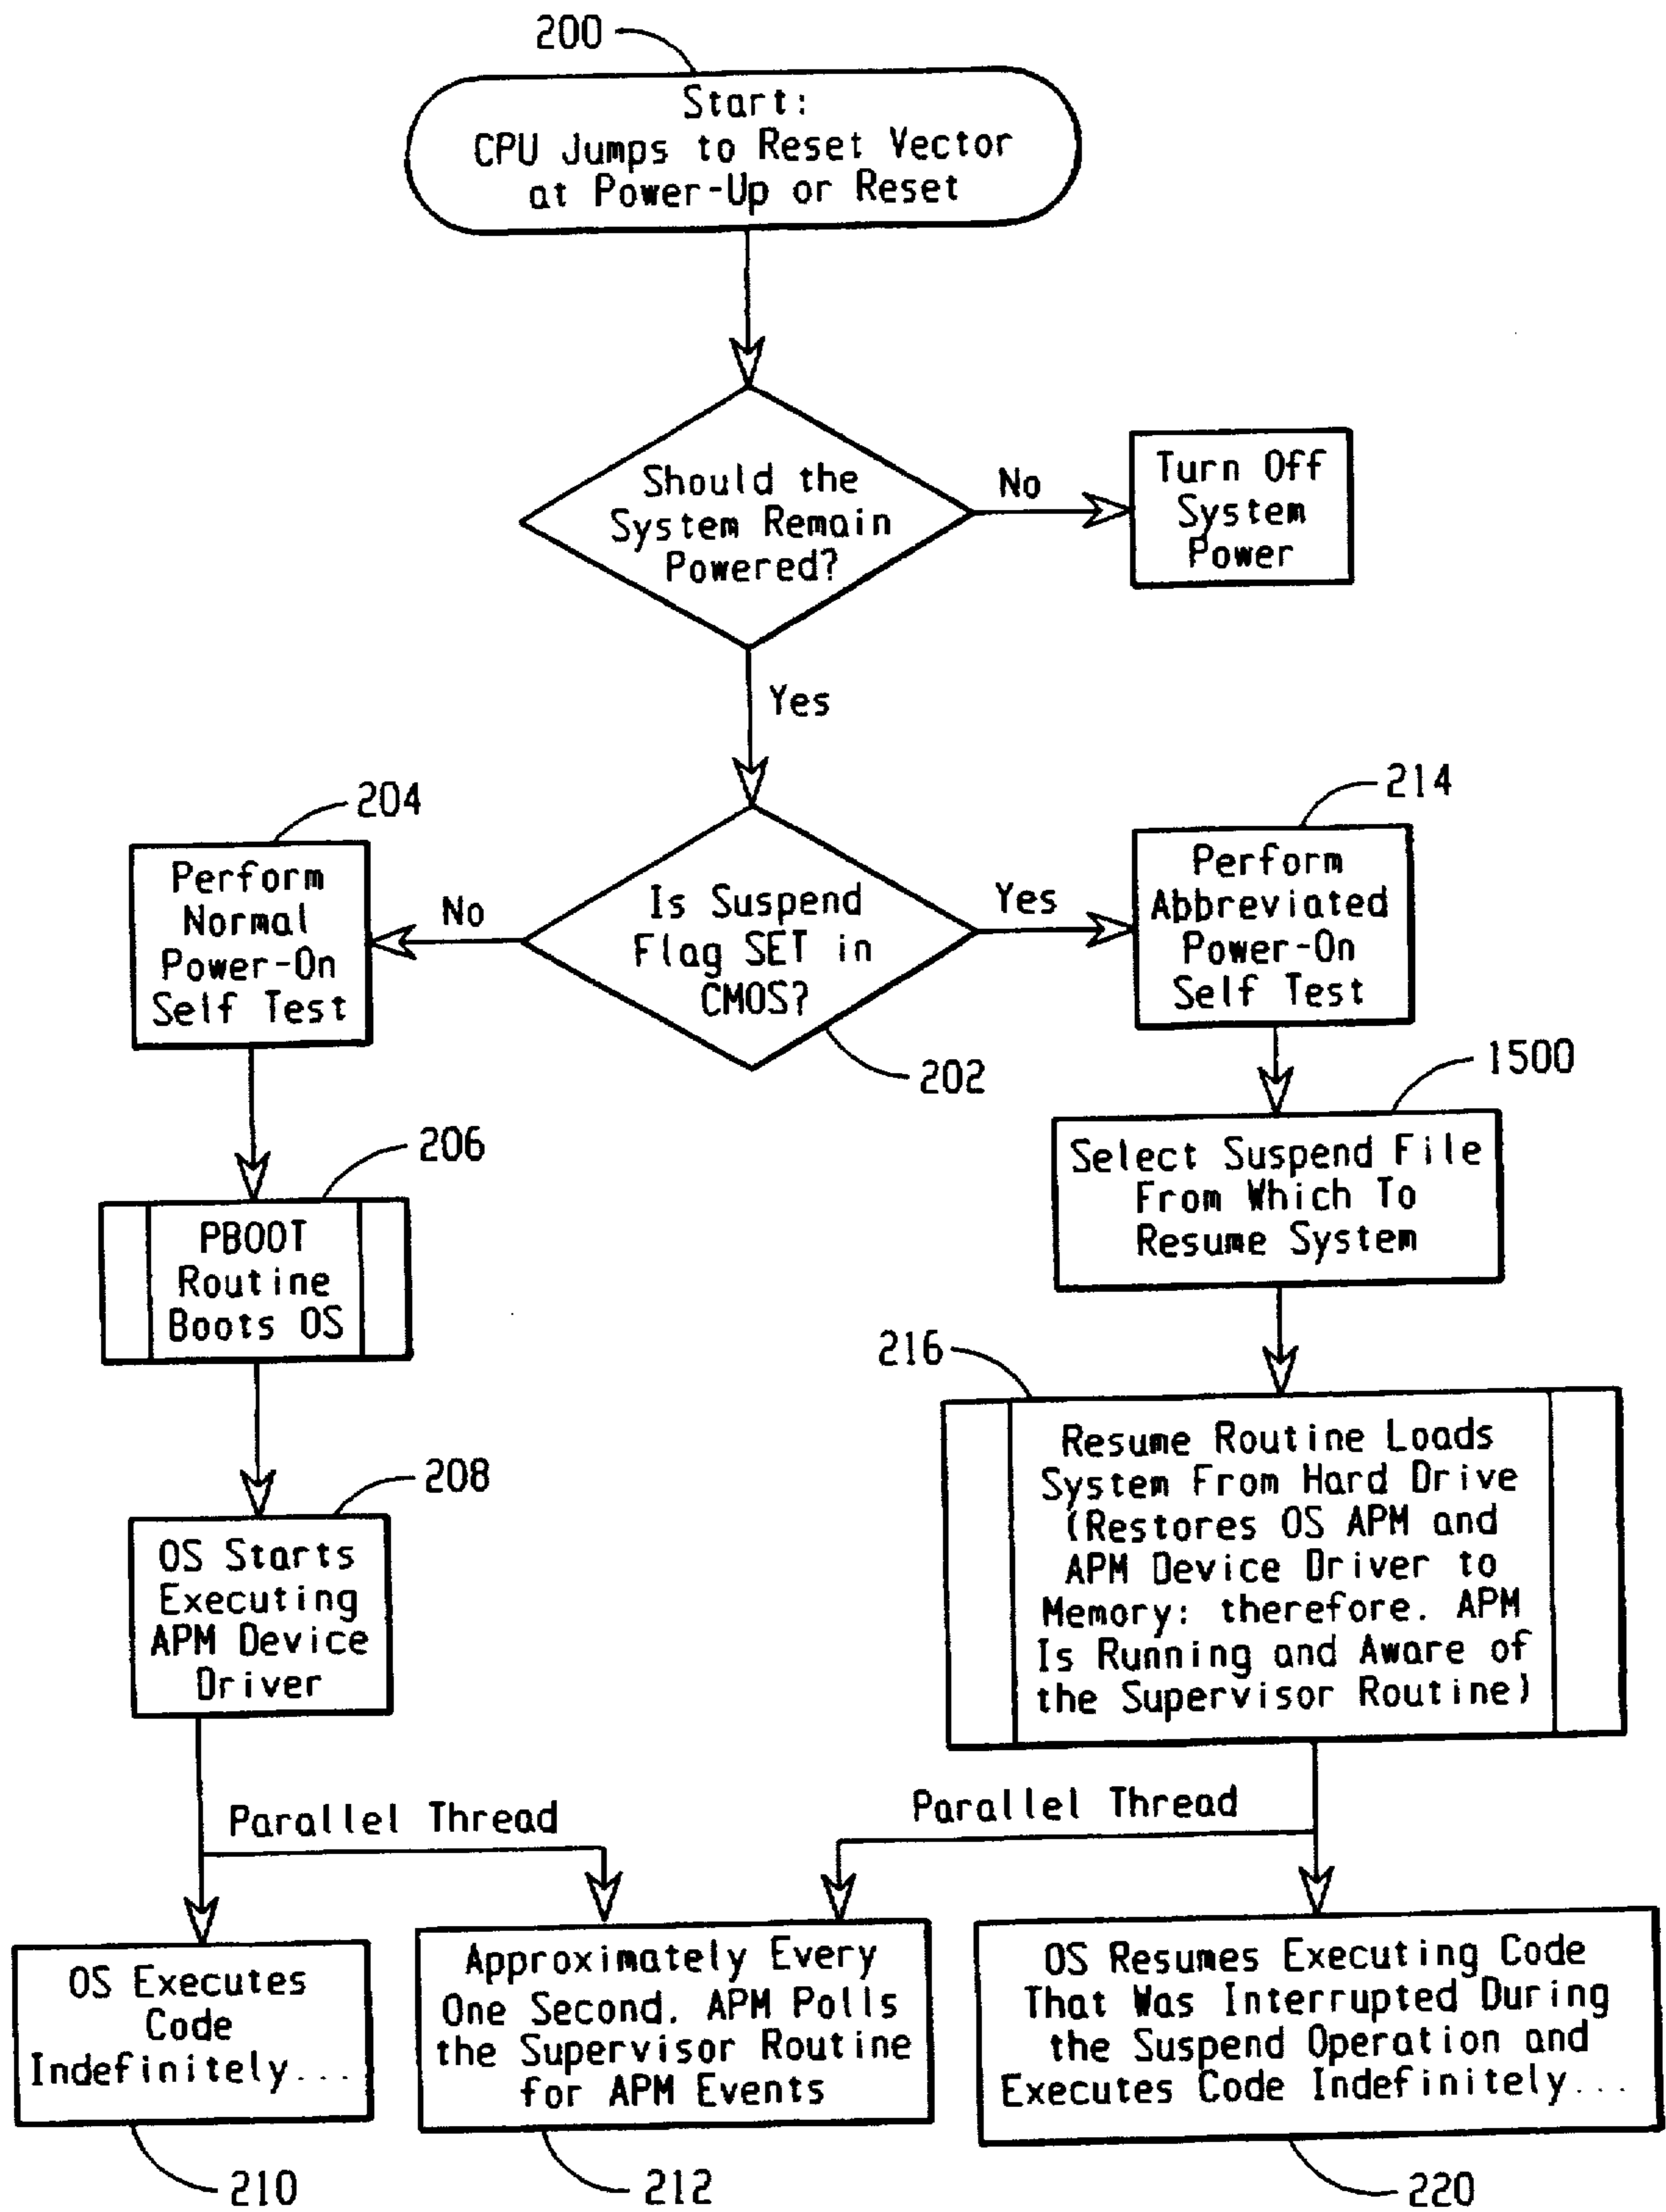 200
Start:
CPU Jumps to Reset Vector
at Power-Up or Reset
Should the
System Remain
Powered?
No
Turn Off
System
Power
Yes
204
Perform
Normal
Power-On
Self Test
No
Is Suspend
Flag SET in
CMOS?
202
Yes
214
Perform
Abbreviated
Power-On
Self Test
206
PBOOT
Routine
Boots OS
1500
Select Suspend File
From Which To
Resume System
208
OS Starts
Executing
APM Device
Driver
216
Resume Routine Loads
System From Hard Drive
(Restores OS APM and
APM Device Driver to
Memory: therefore. APM
Is Running and Aware of
the Supervisor Routine)
Parallel Thread
Parallel Thread
OS Executes
Code
Indefinitely...
210
Approximately Every
One Second. APM Polls
the Supervisor Routine
for APM Events
212
OS Resumes Executing Code
That Was Interrupted During
the Suspend Operation and
Executes Code Indefinitely...
220